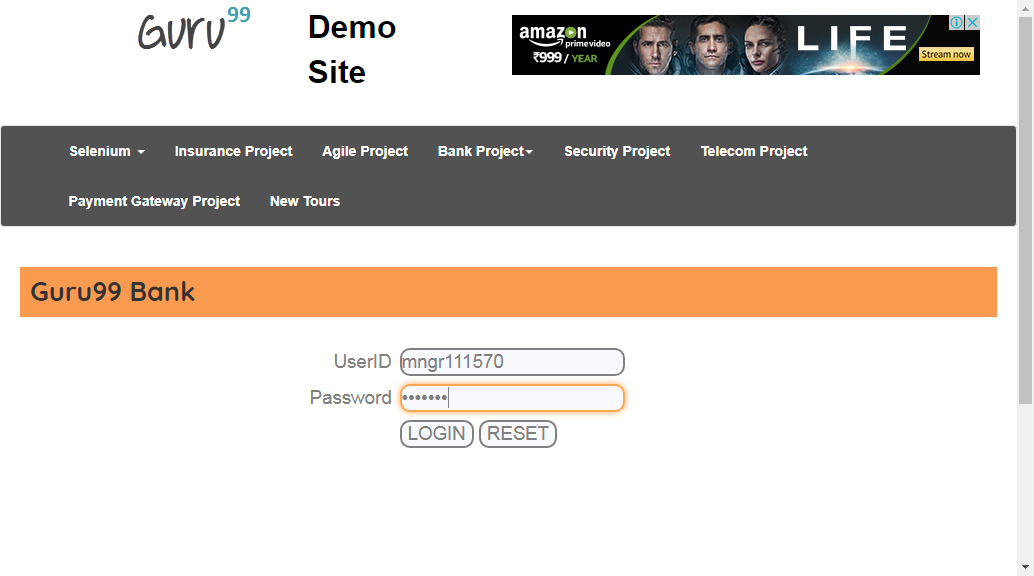 Guru99
Demo
Site
amazon
prime video
₹999 / YEAR
LIFE
Stream now
Selenium
Insurance Project
Agile Project
Bank Project
Security Project
Telecom Project
Payment Gateway Project
New Tours
Guru99 Bank
UserID mngr111570
Password •••••••
LOGIN RESET